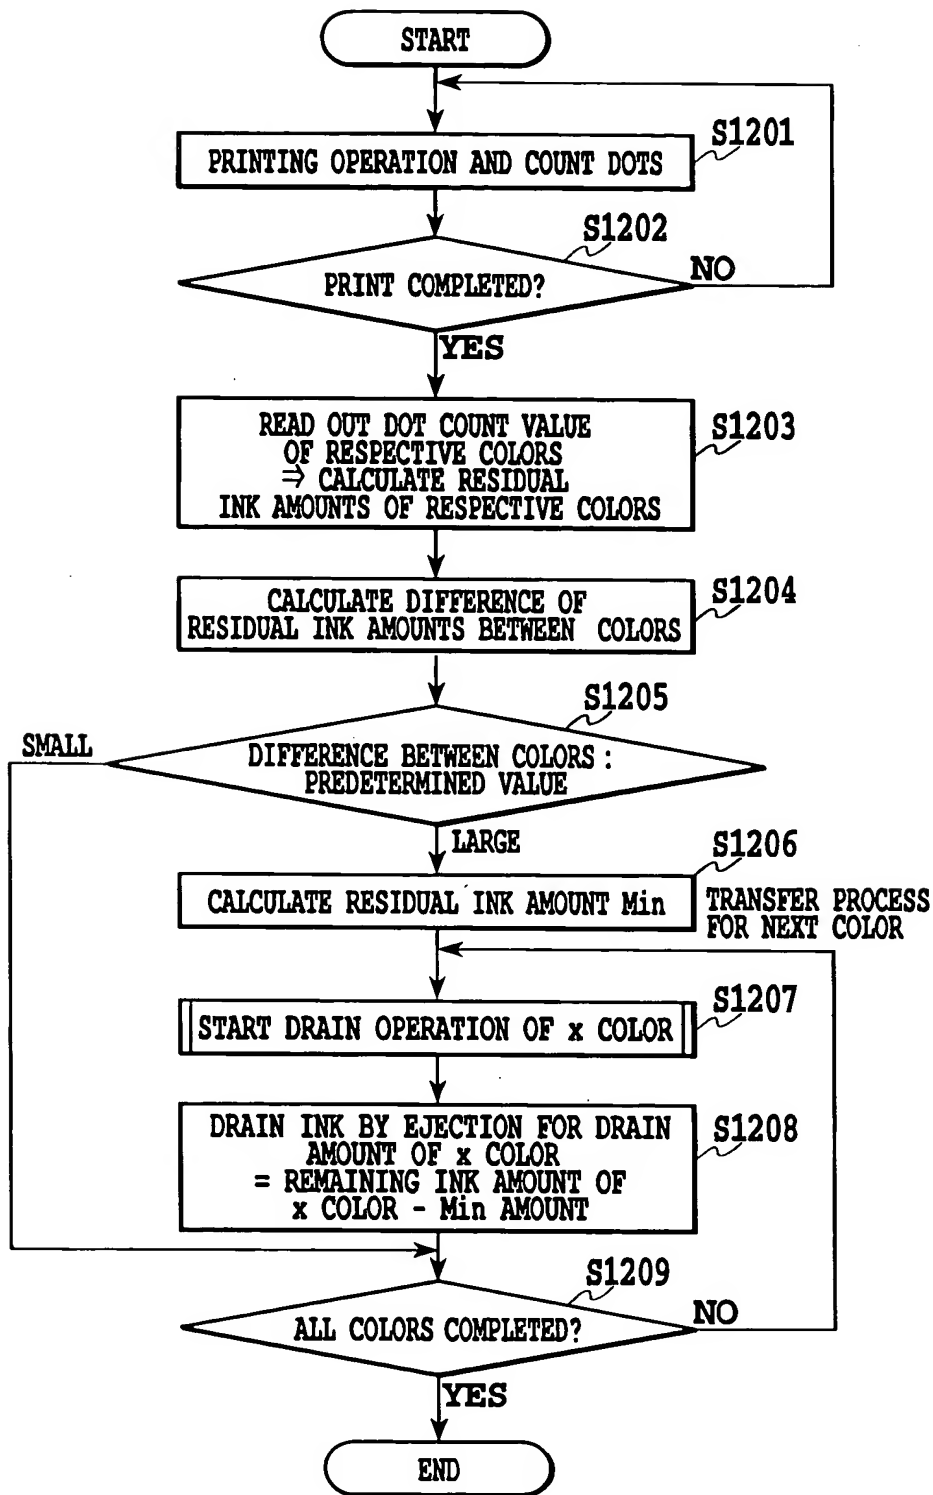 START
S1201
PRINTING OPERATION AND COUNT DOTS
S1202
PRINT COMPLETED?
NO
YES
S1203
READ OUT DOT COUNT VALUE
OF RESPECTIVE COLORS
⇒ CALCULATE RESIDUAL
INK AMOUNTS OF RESPECTIVE COLORS
S1204
CALCULATE DIFFERENCE OF
RESIDUAL INK AMOUNTS BETWEEN COLORS
S1205
SMALL
DIFFERENCE BETWEEN COLORS :
PREDETERMINED VALUE
LARGE
S1206
CALCULATE RESIDUAL INK AMOUNT Min
TRANSFER PROCESS
FOR NEXT COLOR
S1207
START DRAIN OPERATION OF x COLOR
S1208
DRAIN INK BY EJECTION FOR DRAIN
AMOUNT OF x COLOR
= REMAINING INK AMOUNT OF
x COLOR - Min AMOUNT
S1209
ALL COLORS COMPLETED?
NO
YES
END